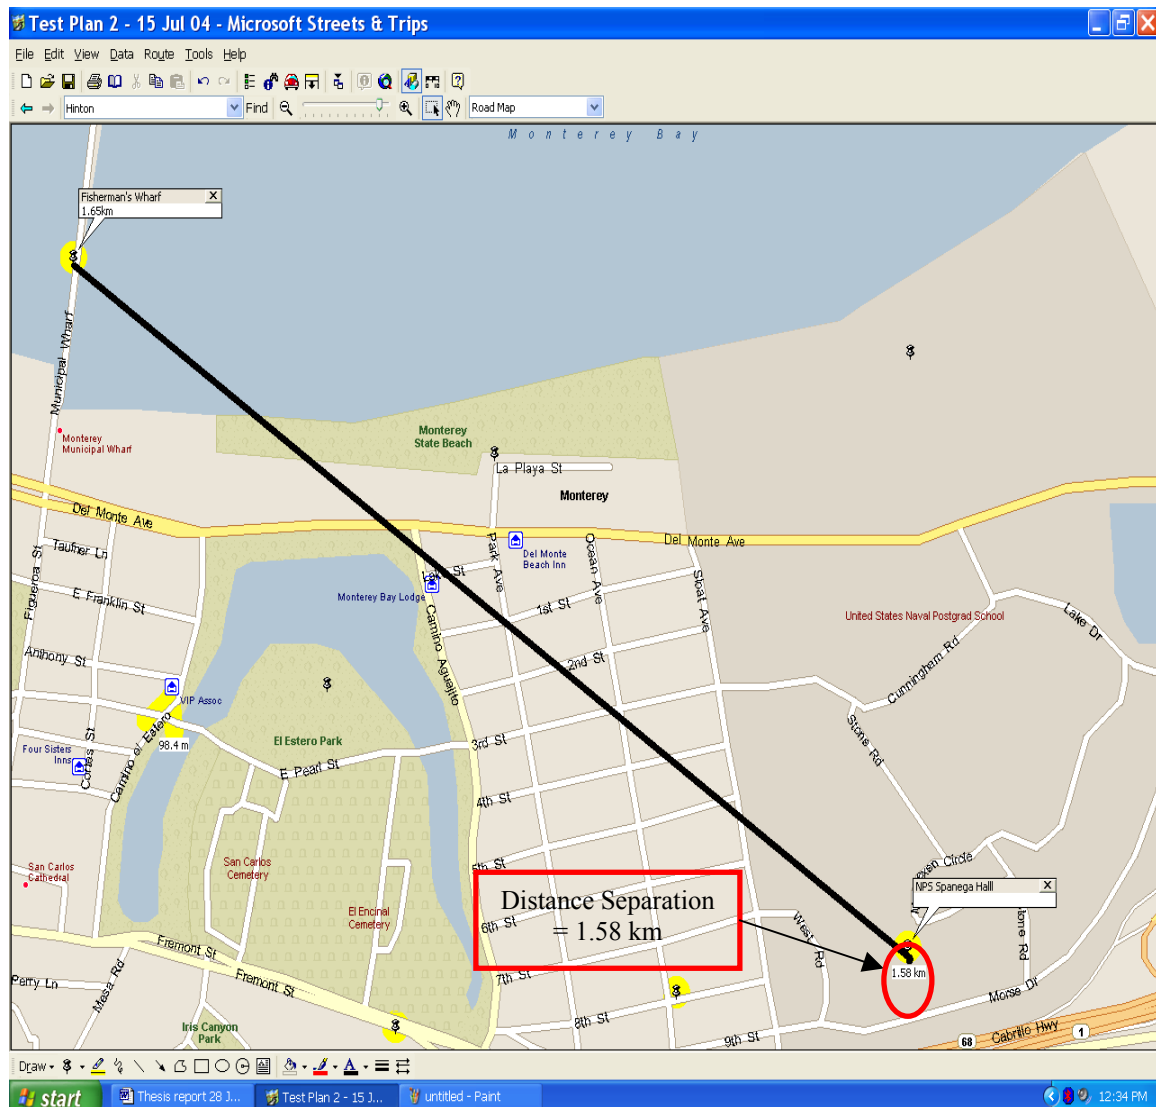 Test Plan 2 - 15 Jul 04 - Microsoft Streets & Trips
File Edit View Data Route Tools Help
Hinton Find Road Map
Monterey Bay
Fisherman's Wharf X
1.65km
Municipal Wharf
Monterey
Municipal Wharf
Monterey
State Beach
La Playa St
Monterey
Del Monte Ave
Del Monte Ave
Taufner Ln
Figueroa St
E Franklin St
Anthony St
Park Ave
Del Monte
Beach Inn
Ocean Ave
Sloat Ave
Monterey Bay Lodge
Camino Aguajito
1st St
2nd St
United States Naval Postgrad School
Lake Dr
Cunningham Rd
Stone Rd
VIP Assoc
98.4 m
Four Sisters
Inns
Cortes St
Camino el Estero
El Estero Park
E Pearl St
3rd St
4th St
5th St
San Carlos
Cathedral
San Carlos
Cemetery
El Encinal
Cemetery
Distance Separation
= 1.58 km
6th St
7th St
8th St
9th St
West Rd
Circle
NPS Spanega Halll X
1.58 km
Morse Dr
Fremont St
Fremont St
Perry Ln
Mesa Rd
Iris Canyon
Park
68 Cabrillo Hwy 1
Draw
start Thesis report 28 J... Test Plan 2 - 15 J... untitled - Paint 12:34 PM